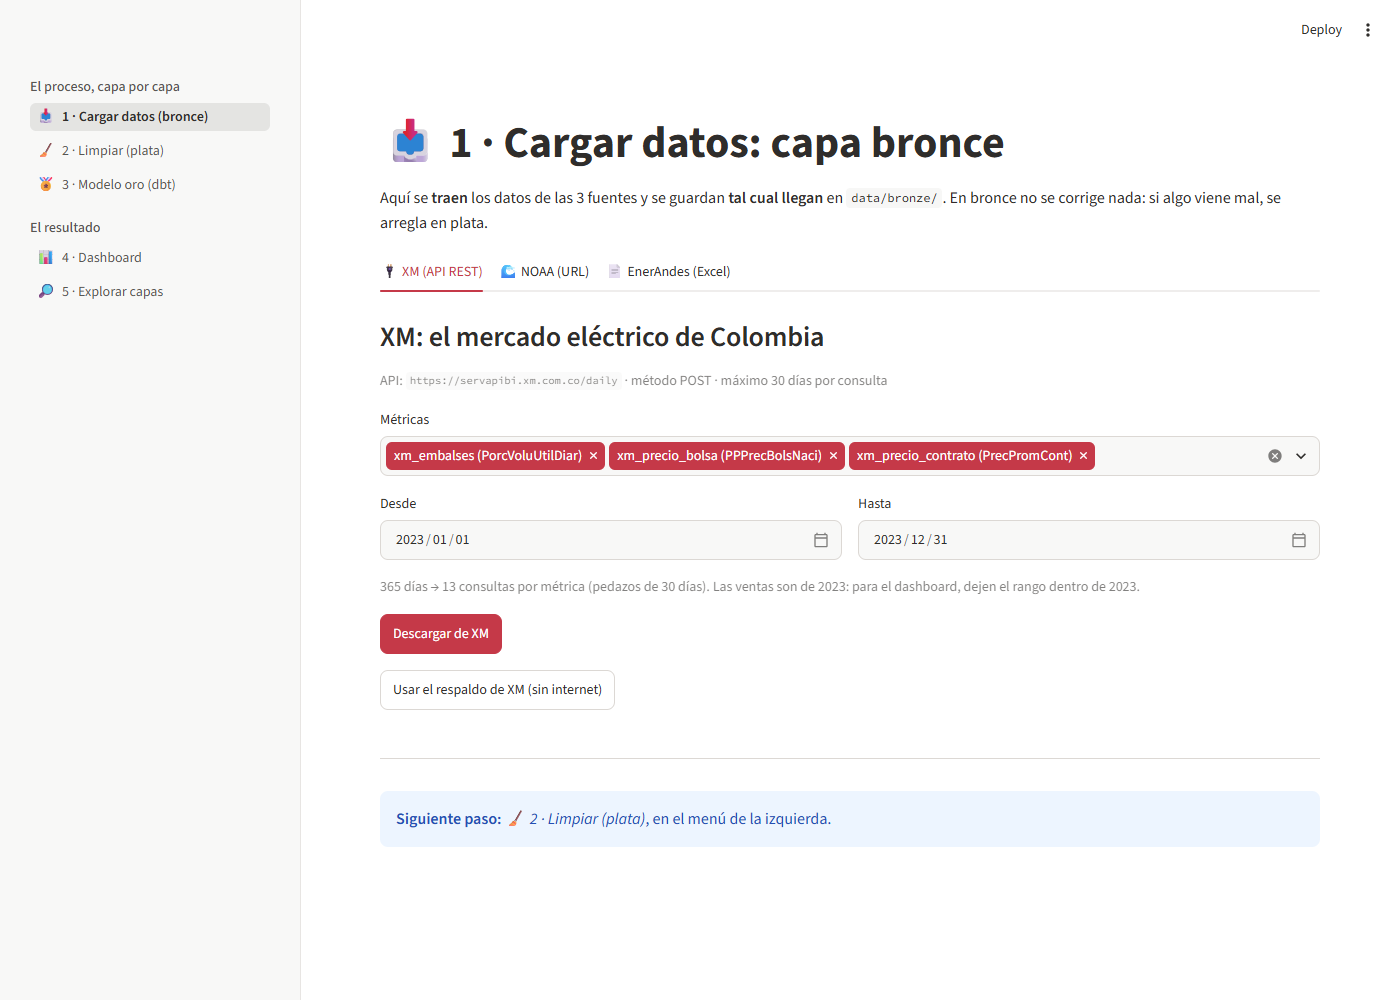 Deploy
El proceso, capa por capa
1 · Cargar datos (bronce)
2 · Limpiar (plata)
3 · Modelo oro (dbt)
El resultado
4 · Dashboard
5 · Explorar capas
1 · Cargar datos: capa bronce
Aquí se traen los datos de las 3 fuentes y se guardan tal cual llegan en data/bronze/ . En bronce no se corrige nada: si algo viene mal, se
arregla en plata.
XM (API REST) NOAA (URL) EnerAndes (Excel)
XM: el mercado eléctrico de Colombia
API: https://servapibi.xm.com.co/daily · método POST · máximo 30 días por consulta
Métricas
xm_embalses (PorcVoluUtilDiar) xm_precio_bolsa (PPPrecBolsNaci) xm_precio_contrato (PrecPromCont)
Desde Hasta
2023/01/01 2023/12/31
365 días → 13 consultas por métrica (pedazos de 30 días). Las ventas son de 2023: para el dashboard, dejen el rango dentro de 2023.
Descargar de XM
Usar el respaldo de XM (sin internet)
Siguiente paso: 2 · Limpiar (plata), en el menú de la izquierda.